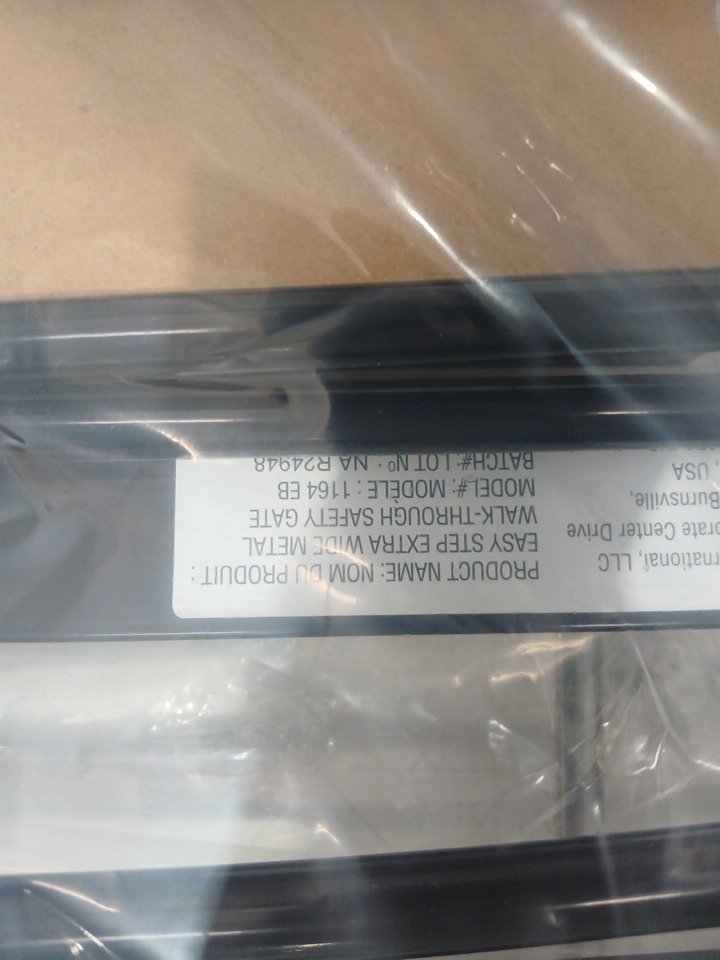 PRODUCT NAME: NOM DU PRODUIT :
EASY STEP EXTRA WIDE METAL
WALK-THROUGH SAFETY GATE
MODEL#: MODÈLE : 1164 EB
BATCH#: LOT Nº : NA R24948
rnational, LLC
orate Center Drive
Burnsville,
, USA